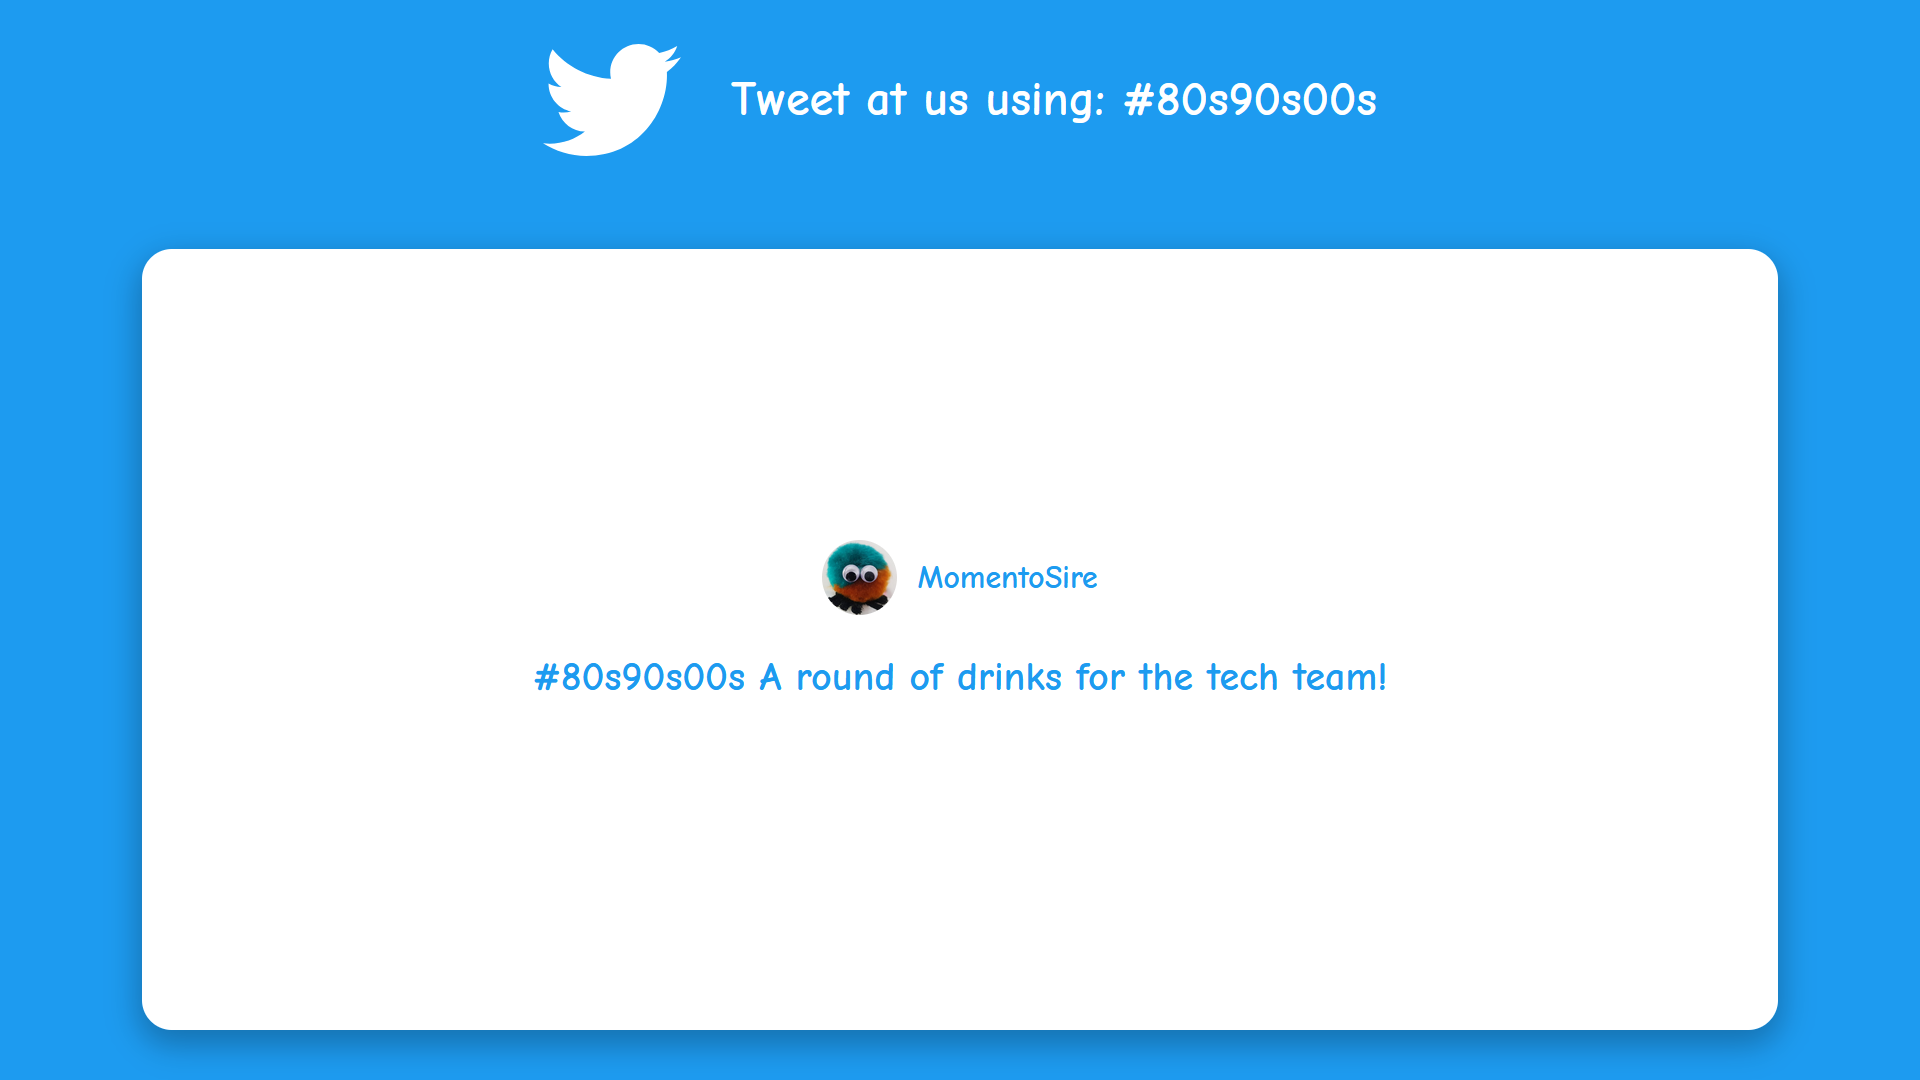 Tweet at us using: #80s90s00s
MomentoSire
#80s90s00s A round of drinks for the tech team!